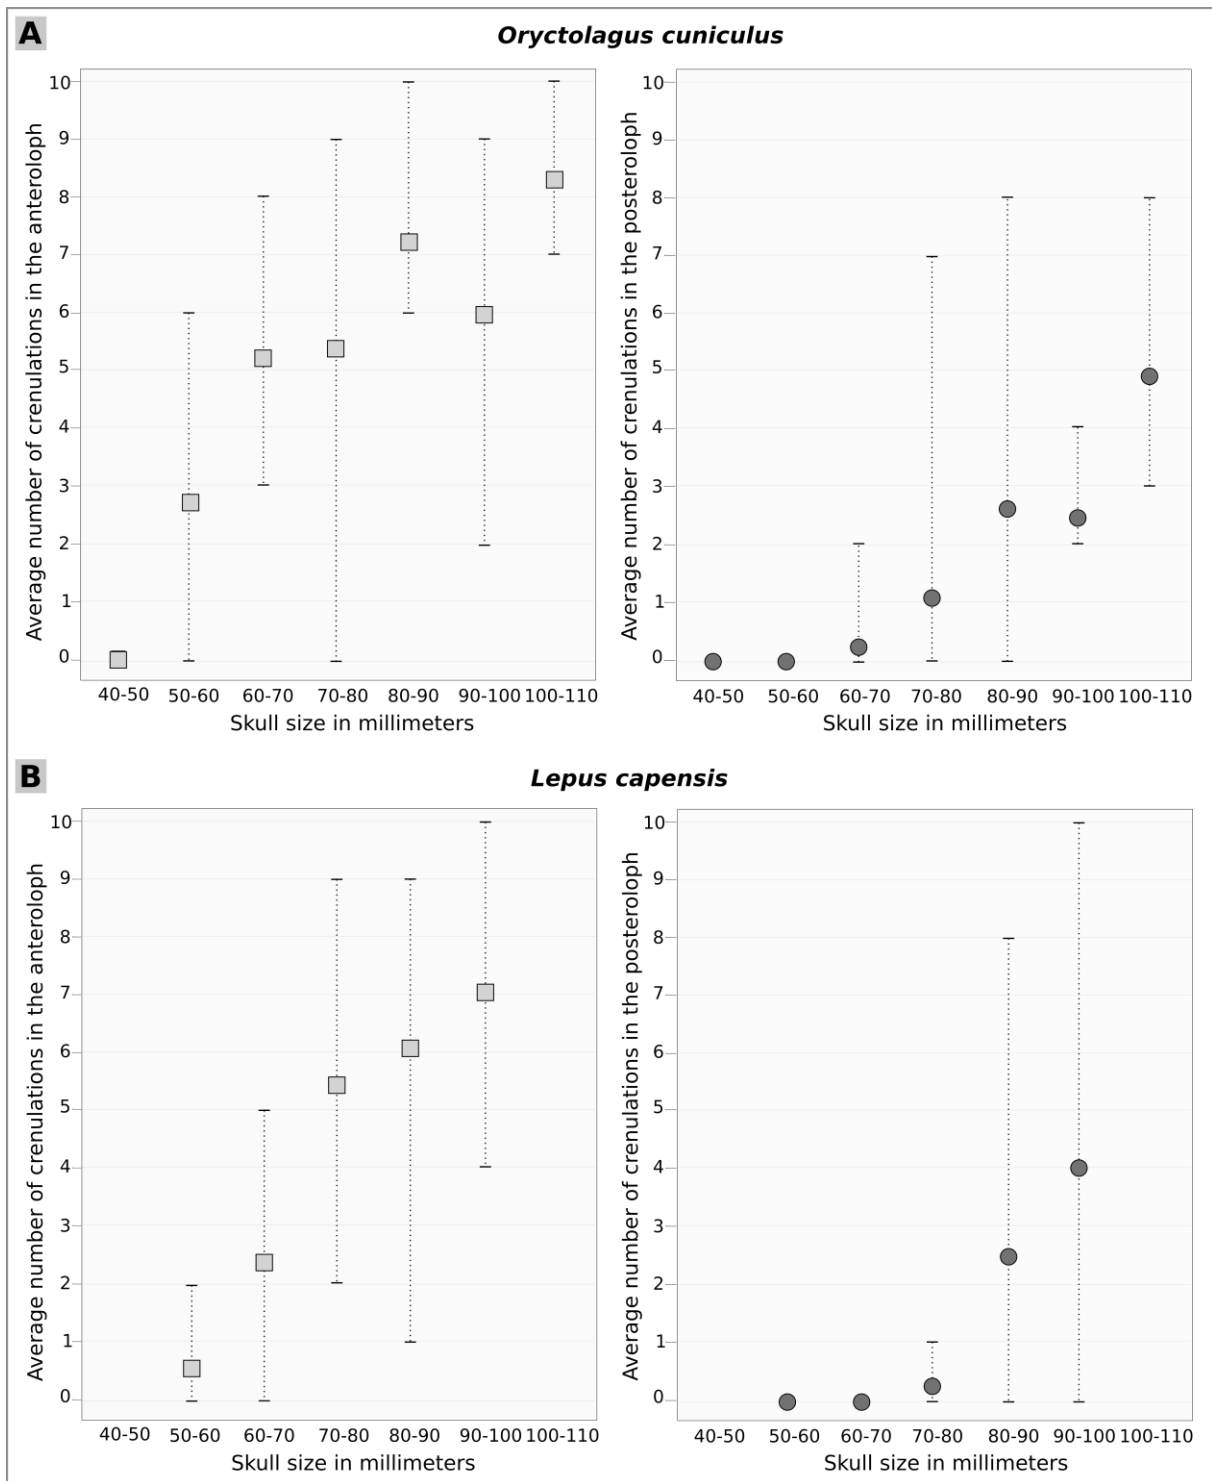 A
Oryctolagus cuniculus
Average number of crenulations in the anteroloph
10
9
8
7
6
5
4
3
2
1
0
40-50 50-60 60-70 70-80 80-90 90-100 100-110
Skull size in millimeters
Average number of crenulations in the posteroloph
10
9
8
7
6
5
4
3
2
1
0
40-50 50-60 60-70 70-80 80-90 90-100 100-110
Skull size in millimeters
B
Lepus capensis
Average number of crenulations in the anteroloph
10
9
8
7
6
5
4
3
2
1
0
40-50 50-60 60-70 70-80 80-90 90-100 100-110
Skull size in millimeters
Average number of crenulations in the posteroloph
10
9
8
7
6
5
4
3
2
1
0
40-50 50-60 60-70 70-80 80-90 90-100 100-110
Skull size in millimeters